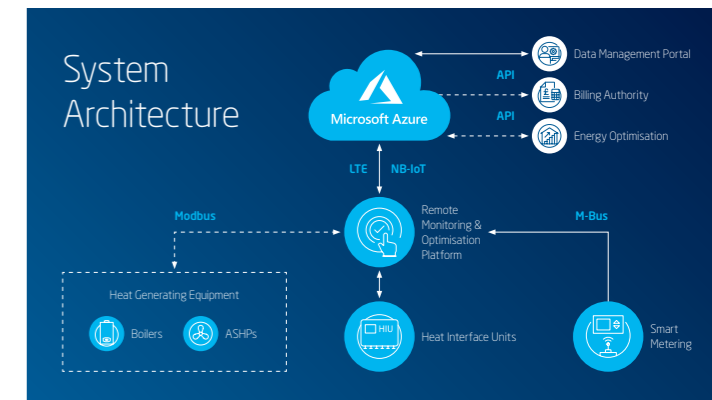 System
Architecture
Microsoft Azure
Data Management Portal
API
Billing Authority
API
Energy Optimisation
LTE
NB-IoT
Modbus
Remote
Monitoring &
Optimisation
Platform
M-Bus
Heat Generating Equipment
Boilers
ASHPs
HIU
Heat Interface Units
Smart
Metering